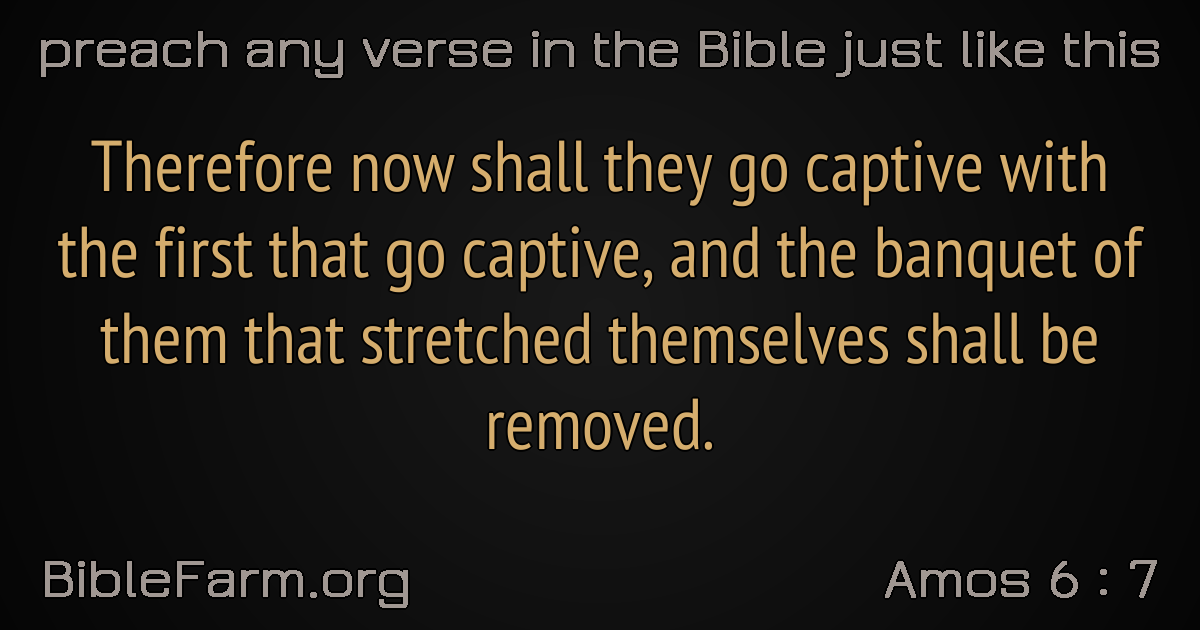 preach any verse in the Bible just like this
Therefore now shall they go captive with
the first that go captive, and the banquet of
them that stretched themselves shall be
removed.
BibleFarm.org
Amos 6 : 7